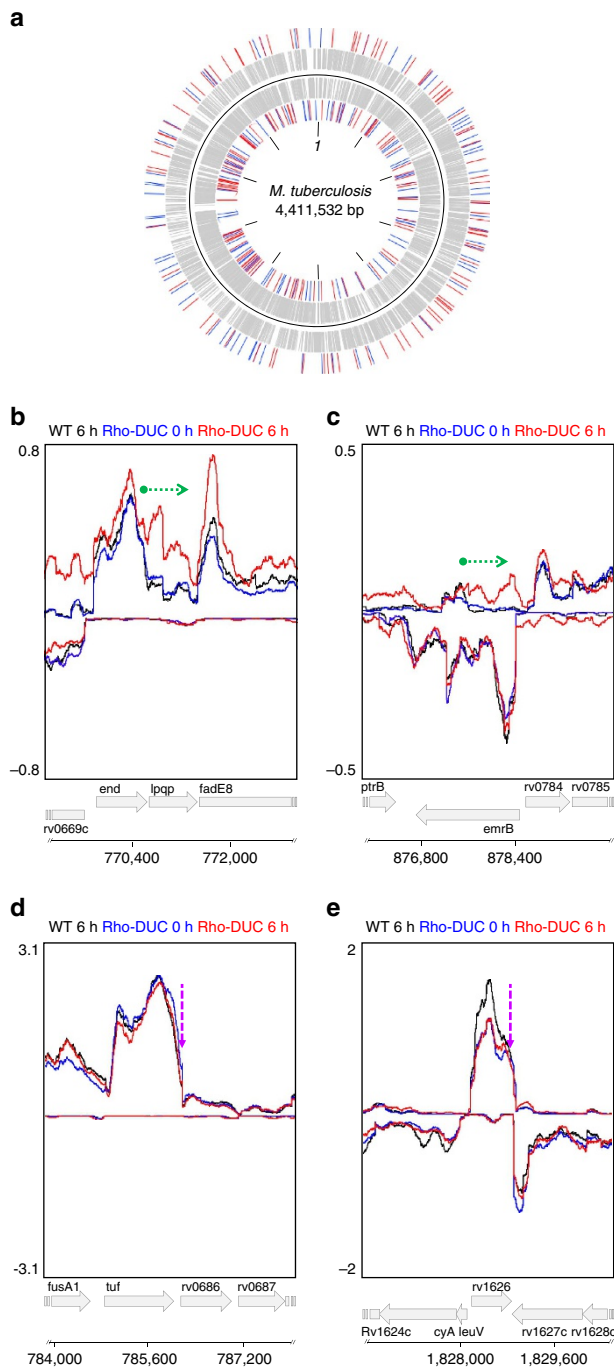 a
1
M. tuberculosis
4,411,532 bp
b
WT 6 h Rho-DUC 0 h Rho-DUC 6 h
0.8
–0.8
end
lpqp
fadE8
rv0669c
770,400
772,000
c
WT 6 h Rho-DUC 0 h Rho-DUC 6 h
0.5
–0.5
ptrB
rv0784
rv0785
emrB
876,800
878,400
d
WT 6 h Rho-DUC 0 h Rho-DUC 6 h
3.1
-3.1
fusA1
tuf
rv0686
rv0687
784,000
785,600
787,200
e
WT 6 h Rho-DUC 0 h Rho-DUC 6 h
2
–2
rv1626
Rv1624c
cyA leuV
rv1627c
rv1628c
1,828,000
1,829,600